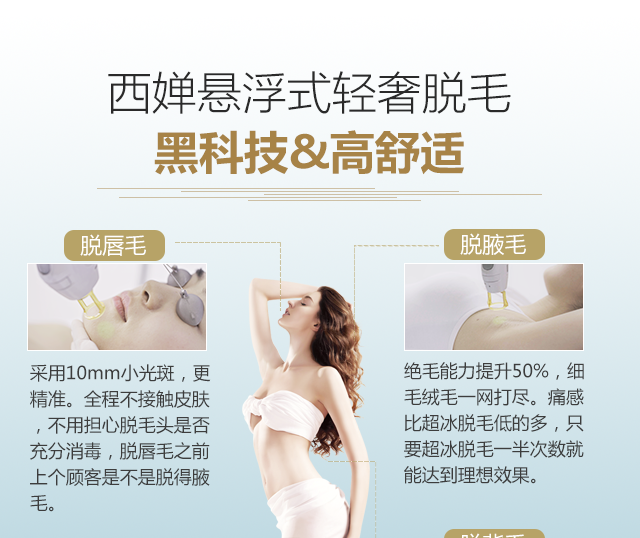 西婵悬浮式轻奢脱毛
黑科技&高舒适
脱唇毛
采用10mm小光斑，更
精准。全程不接触皮肤
，不用担心脱毛头是否
充分消毒，脱唇毛之前
上个顾客是不是脱得腋
毛。
脱腋毛
绝毛能力提升50%，细
毛绒毛一网打尽。痛感
比超冰脱毛低的多，只
要超冰脱毛一半次数就
能达到理想效果。